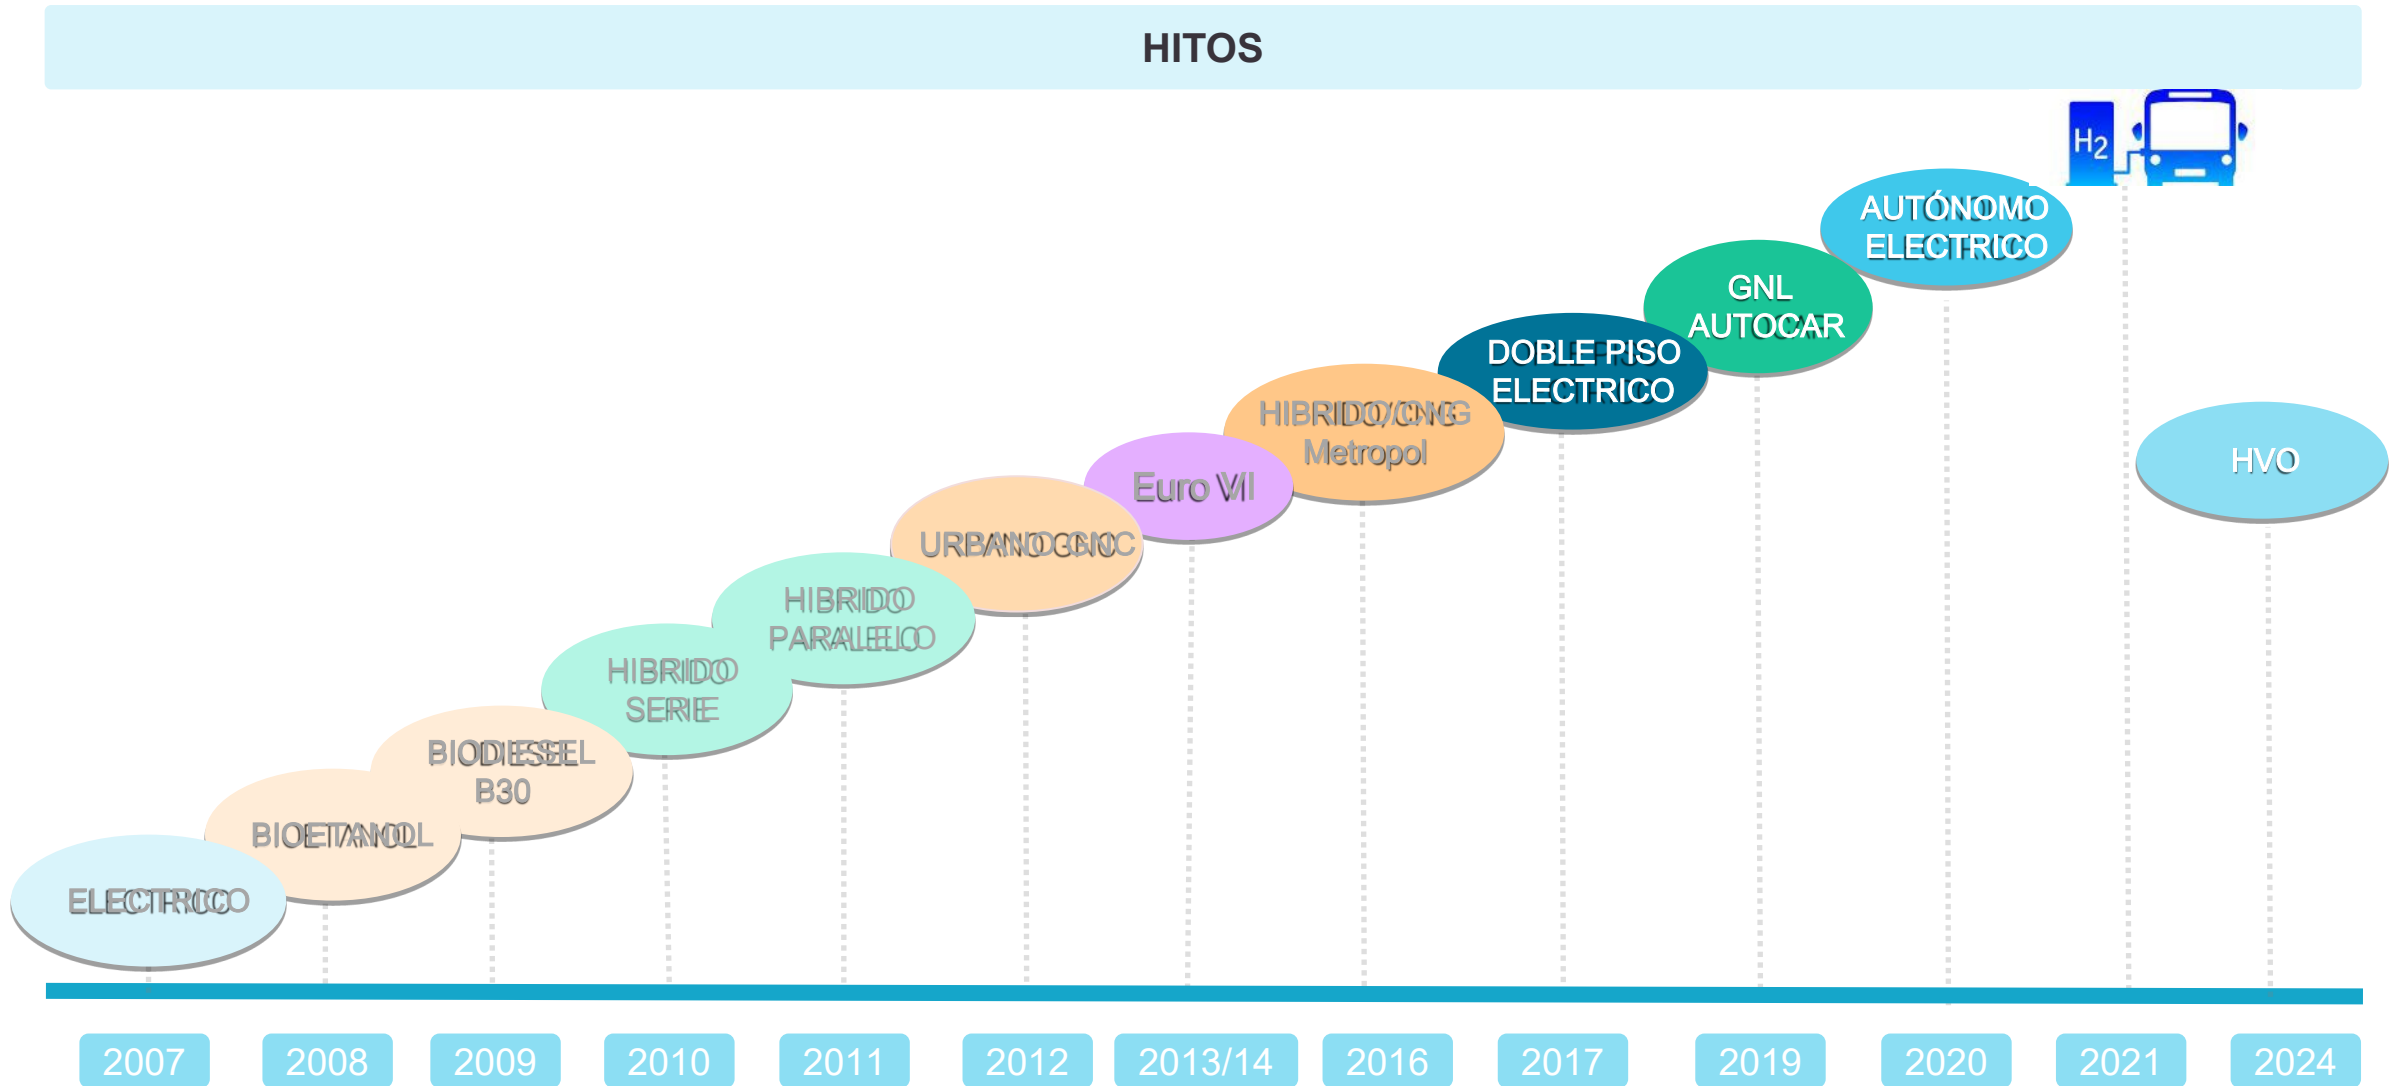 HITOS
H2
AUTÓNOMO
ELECTRICO
GNL
AUTOCAR
DOBLE PISO
ELECTRICO
HIBRIDO/CNG
Metropol
HVO
Euro VI
URBANO GNC
HIBRIDO
PARALELO
HIBRIDO
SERIE
BIODIESEL
B30
BIOETANOL
ELECTRICO
2007
2008
2009
2010
2011
2012
2013/14
2016
2017
2019
2020
2021
2024